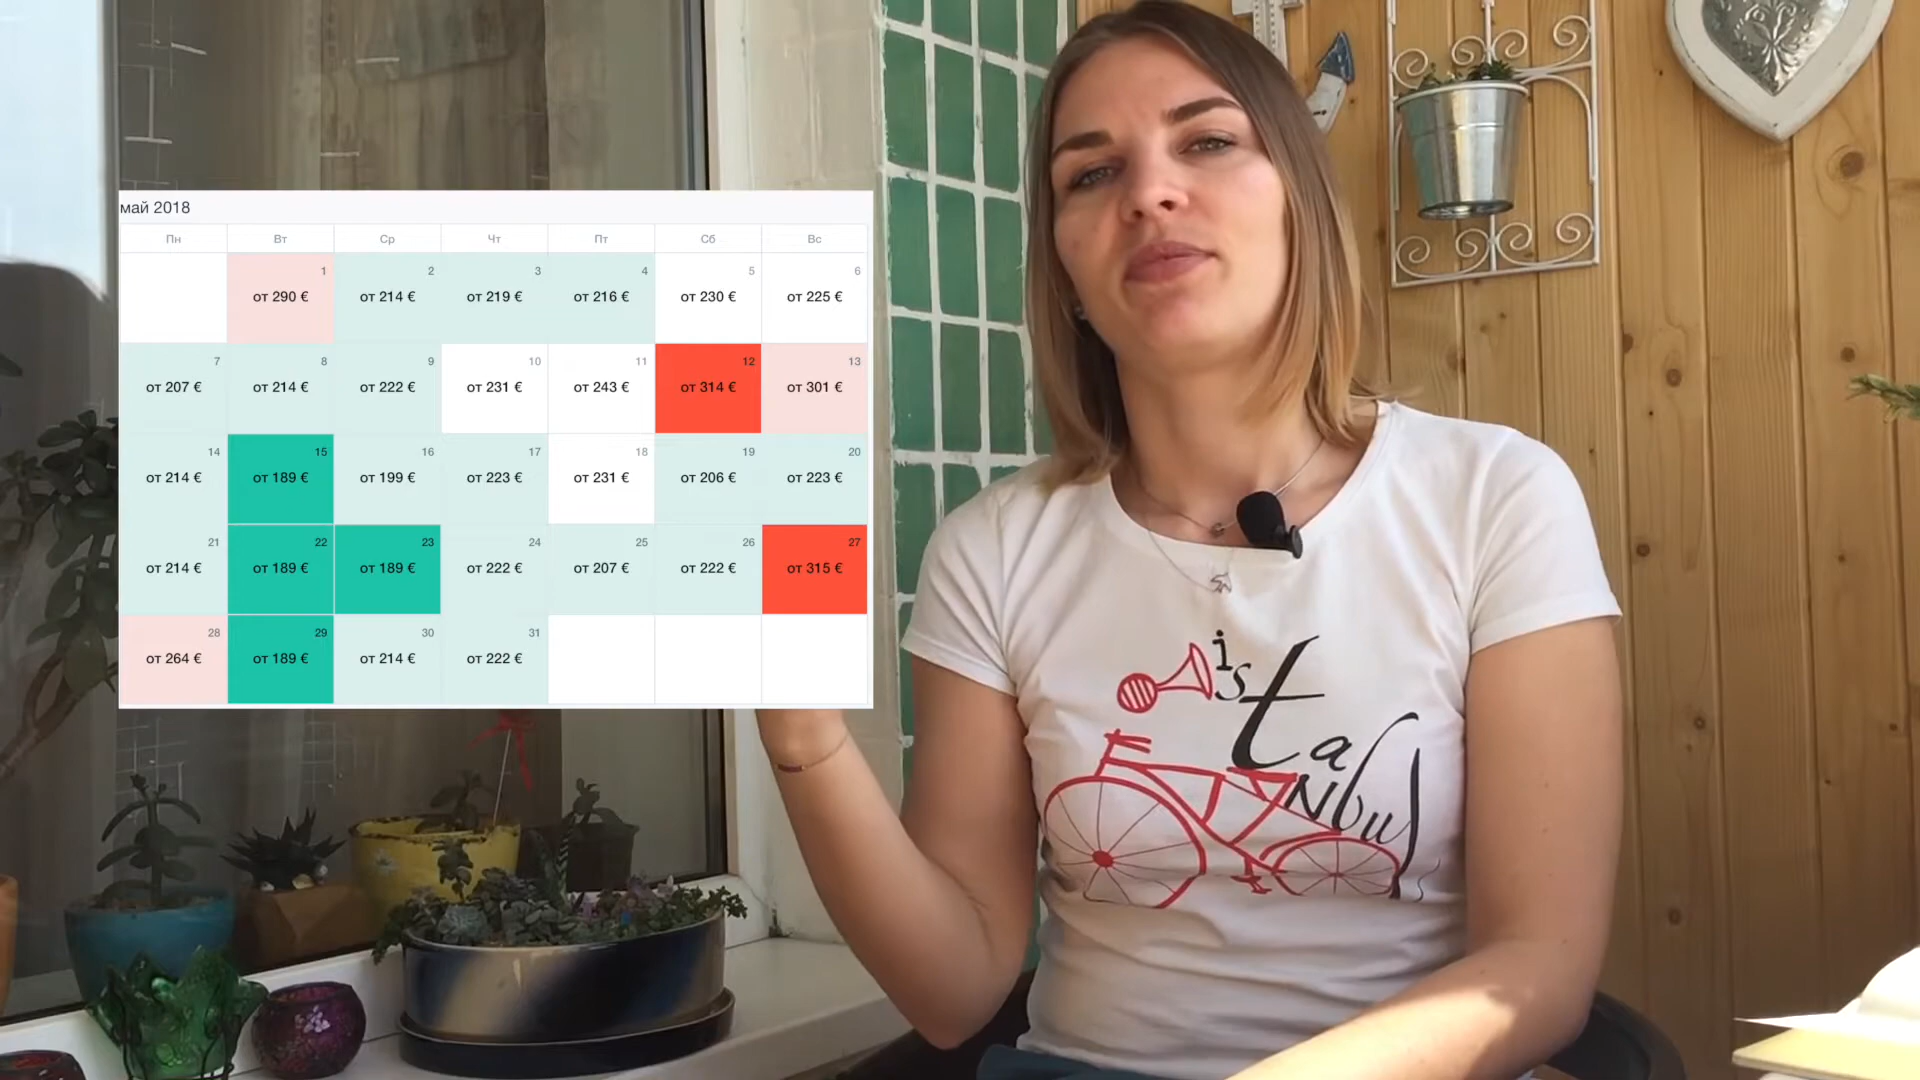 май 2018
Пн Вт Ср Чт Пт Сб Вс
1 2 3 4 5 6
от 290 € от 214 € от 219 € от 216 € от 230 € от 225 €
7 8 9 10 11 12 13
от 207 € от 214 € от 222 € от 231 € от 243 € от 314 € от 301 €
14 15 16 17 18 19 20
от 214 € от 189 € от 199 € от 223 € от 231 € от 206 € от 223 €
21 22 23 24 25 26 27
от 214 € от 189 € от 189 € от 222 € от 207 € от 222 € от 315 €
28 29 30 31
от 264 € от 189 € от 214 € от 222 €
is
ta
Nbul